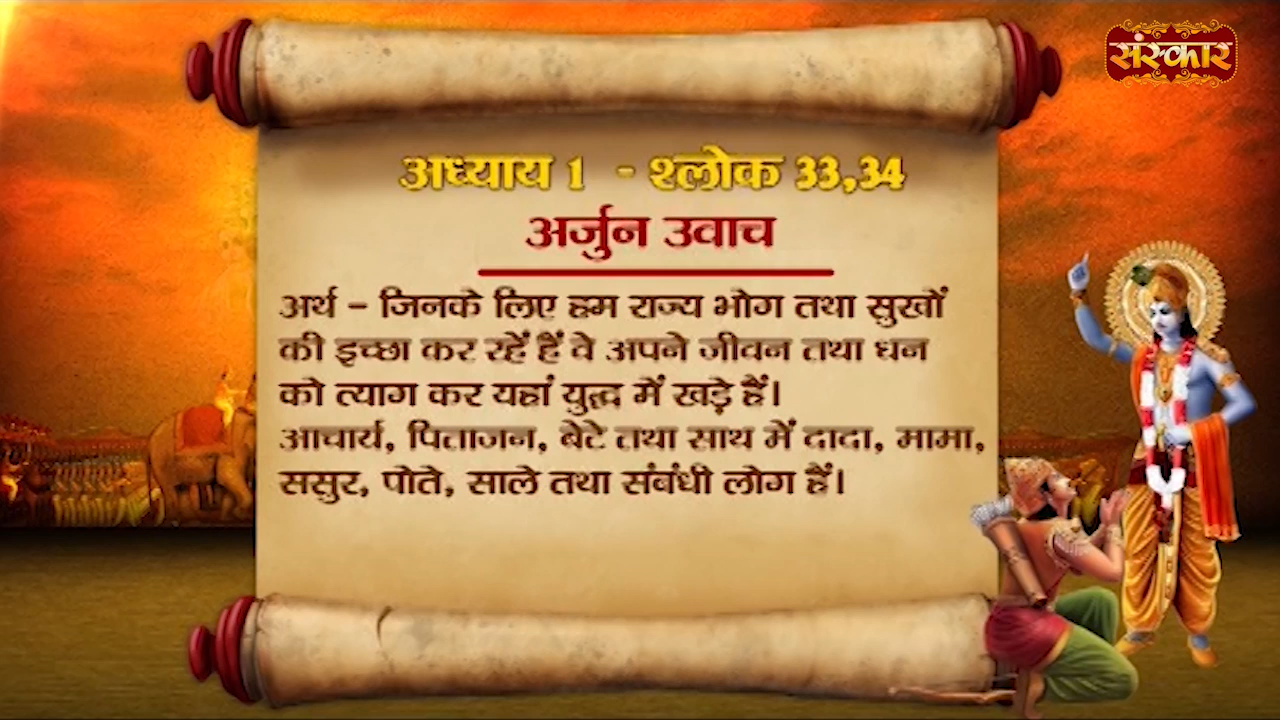 संस्कार
अध्याय 1 - श्लोक 33,34
अर्जुन उवाच
अर्थ - जिनके लिए हम राज्य भोग तथा सुखों
की इच्छा कर रहें हैं वे अपने जीवन तथा धन
को त्याग कर यहां युद्ध में खड़े हैं।
आचार्य, पिताजन, बेटे तथा साथ में दादा, मामा,
ससुर, पोते, साले तथा संबंधी लोग हैं।